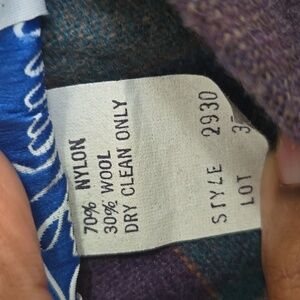 70% NYLON
30% WOOL
DRY CLEAN ONLY
STYLE 2930
LOT